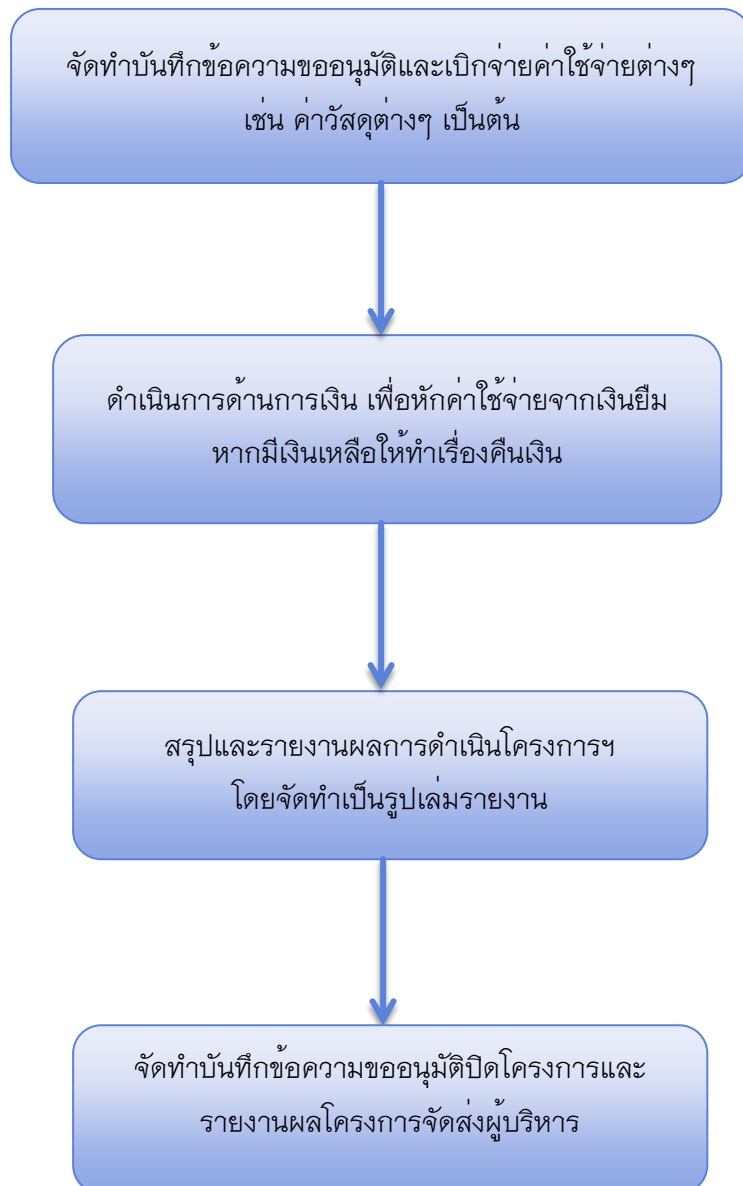 จัดทำบันทึกข้อความขออนุมัติและเบิกจ่ายค่าใช้จ่ายต่างๆ
เช่น ค่าวัสดุต่างๆ เป็นต้น
ดำเนินการด้านการเงิน เพื่อหักค่าใช้จ่ายจากเงินยืม
หากมีเงินเหลือให้ทำเรื่องคืนเงิน
สรุปและรายงานผลการดำเนินโครงการฯ
โดยจัดทำเป็นรูปเล่มรายงาน
จัดทำบันทึกข้อความขออนุมัติปิดโครงการและ
รายงานผลโครงการจัดส่งผู้บริหาร